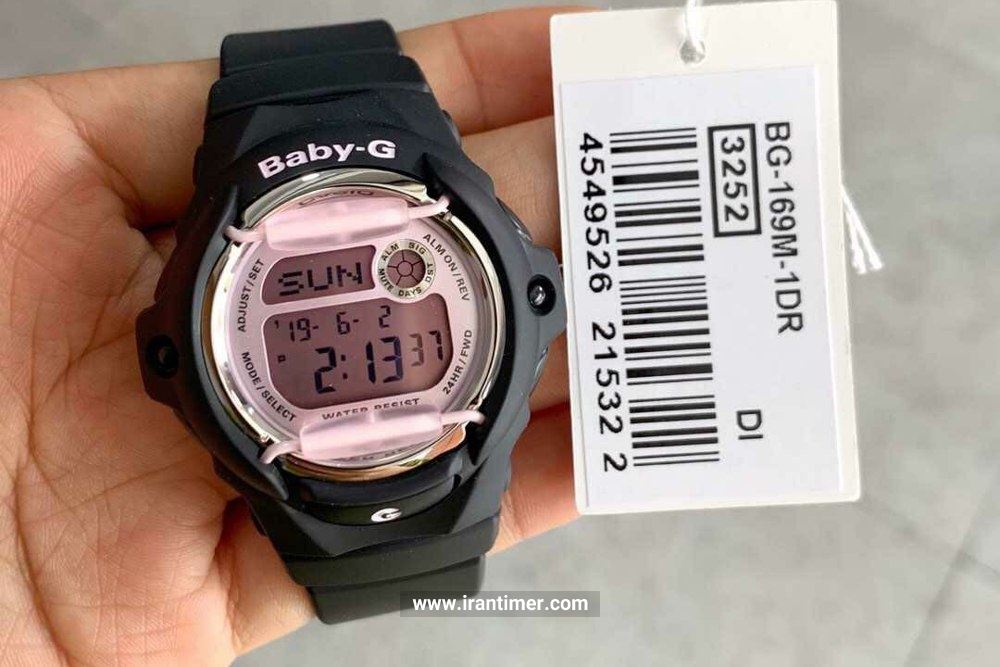 Baby-G
CASIO
ALM SIG DST DAYS MUTE
ADJUST/SET
ALM ON/REV
SUN
'19- 6- 2
P 2:13 37
MODE/SELECT
24HR/FWD
WATER RESIST
G
BG-169M-1DR
3252
DI
4549526 215322
www.irantimer.com